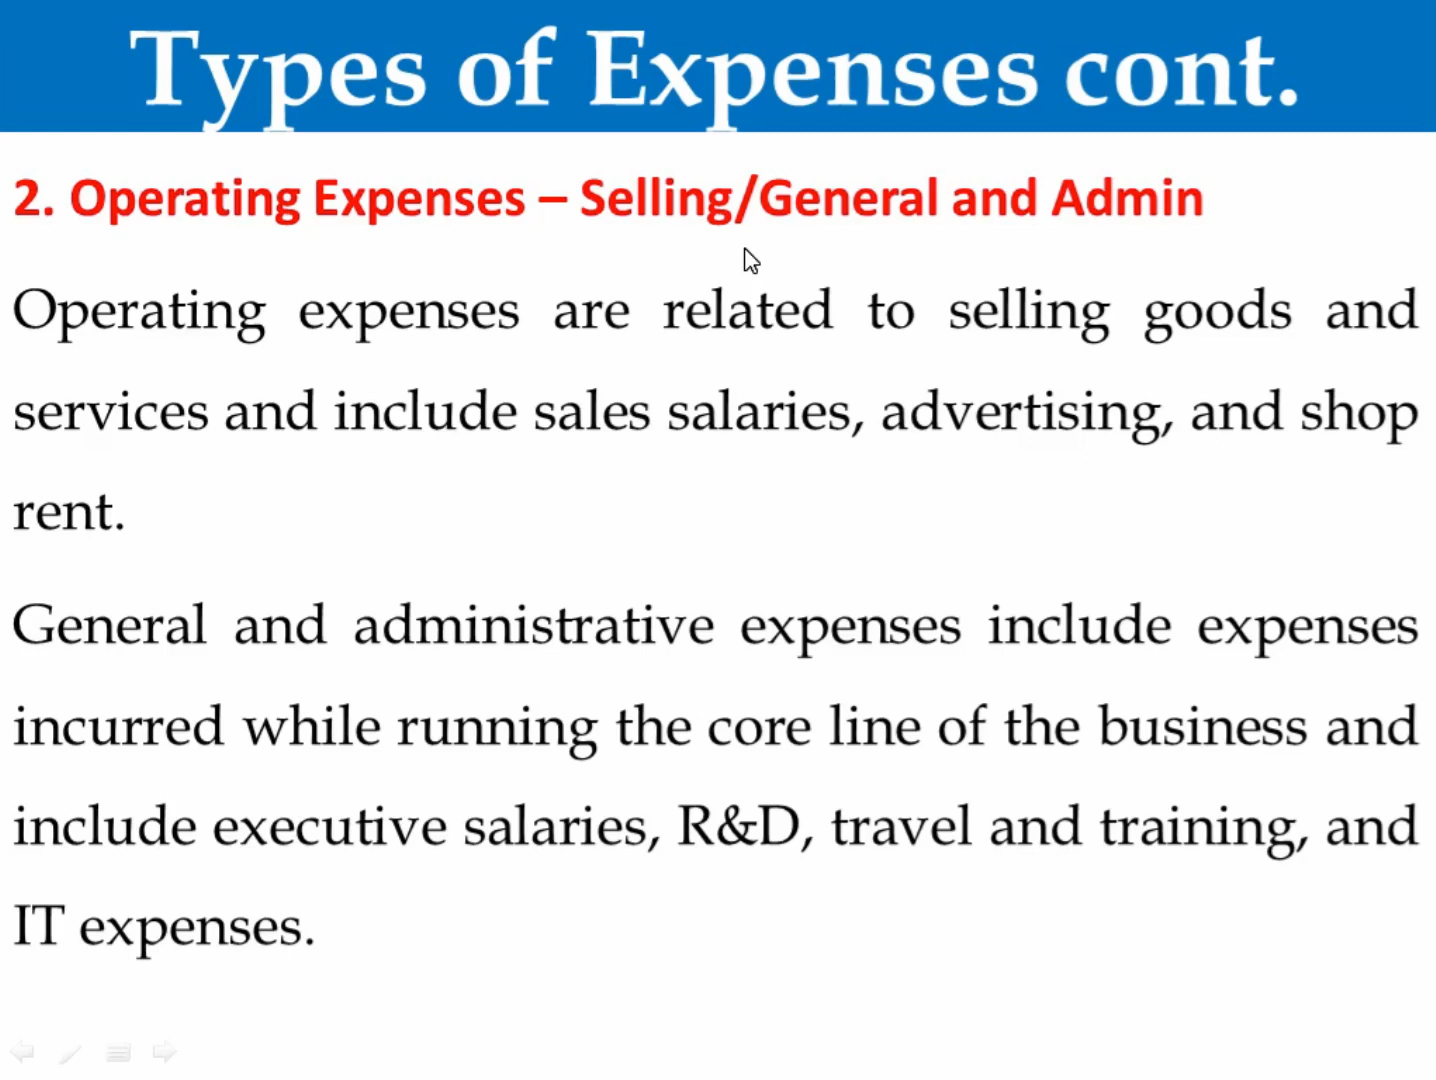 Types of Expenses cont.
2. Operating Expenses – Selling/General and Admin
Operating expenses are related to selling goods and
services and include sales salaries, advertising, and shop
rent.
General and administrative expenses include expenses
incurred while running the core line of the business and
include executive salaries, R&D, travel and training, and
IT expenses.